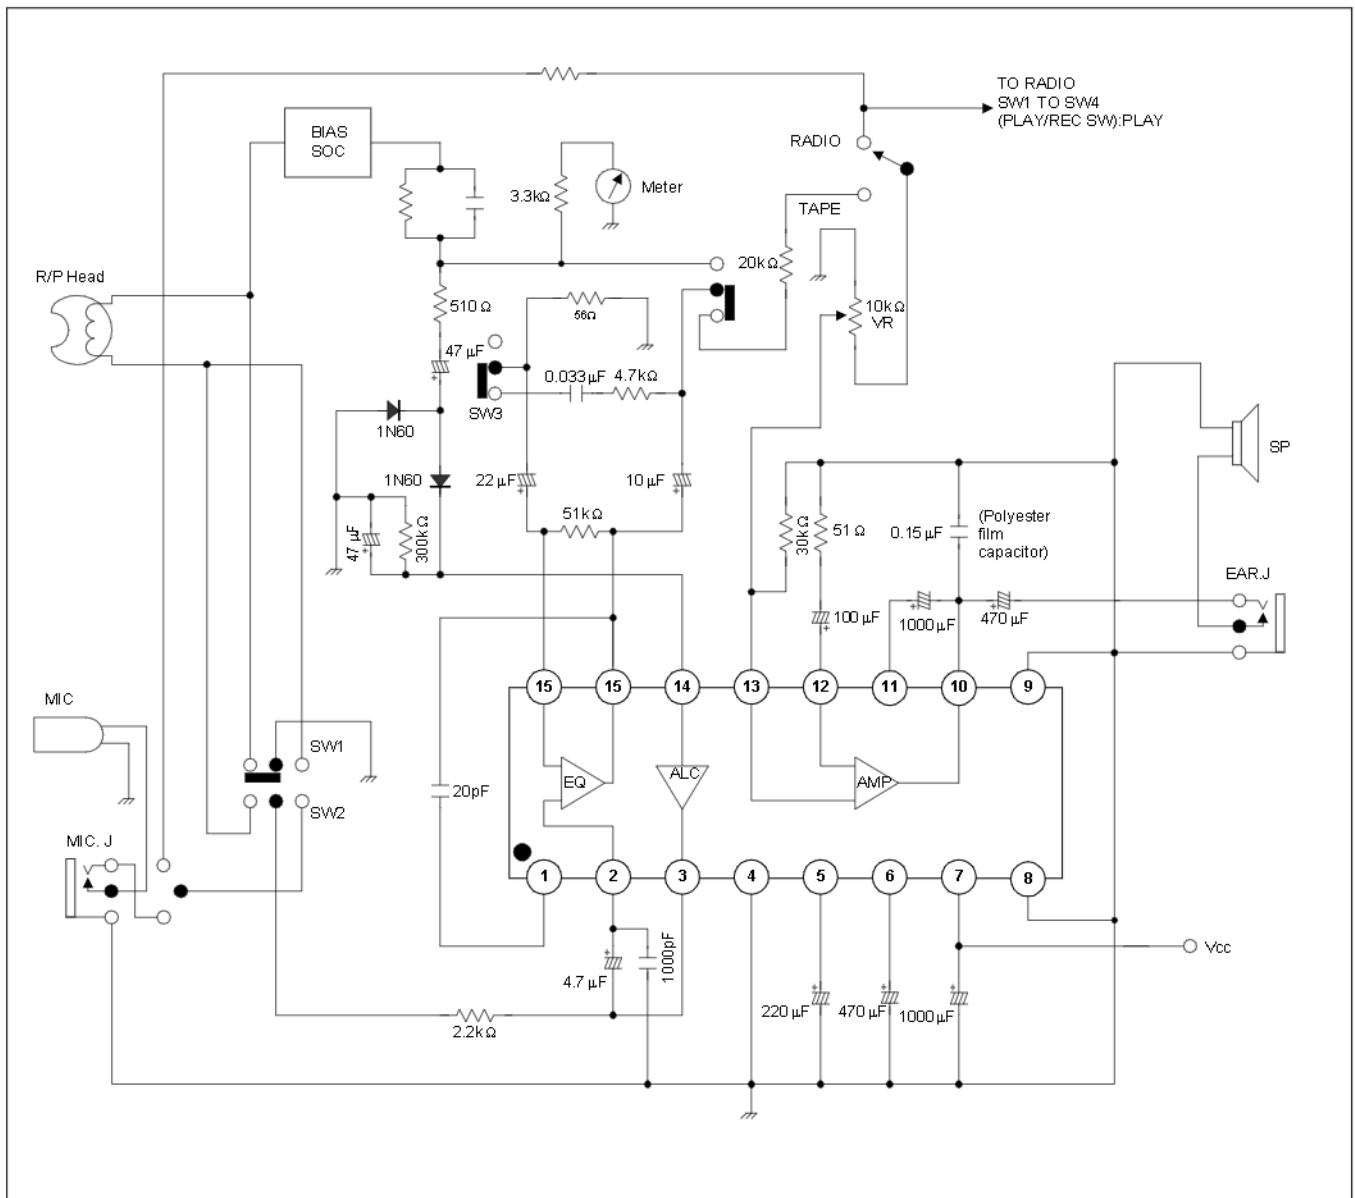 TO RADIO
SW1 TO SW4
(PLAY/REC SW):PLAY
BIAS
SOC
RADIO
3.3kΩ
Meter
TAPE
R/P Head
20kΩ
510 Ω
56Ω
10kΩ
VR
47 µF
+
0.033µF
4.7kΩ
SW3
1N60
SP
1N60
22 µF
+
10 µF
+
51kΩ
47 µF
+
300kΩ
30kΩ
51 Ω
0.15 µF
(Polyester
film
capacitor)
EAR.J
100 µF
+
+
1000 µF
+
470 µF
15
15
14
13
12
11
10
9
MIC
SW1
EQ
ALC
AMP
20pF
SW2
MIC. J
1
2
3
4
5
6
7
8
+
4.7 µF
1000pF
Vcc
+
220 µF
+
470 µF
+
1000 µF
2.2kΩ